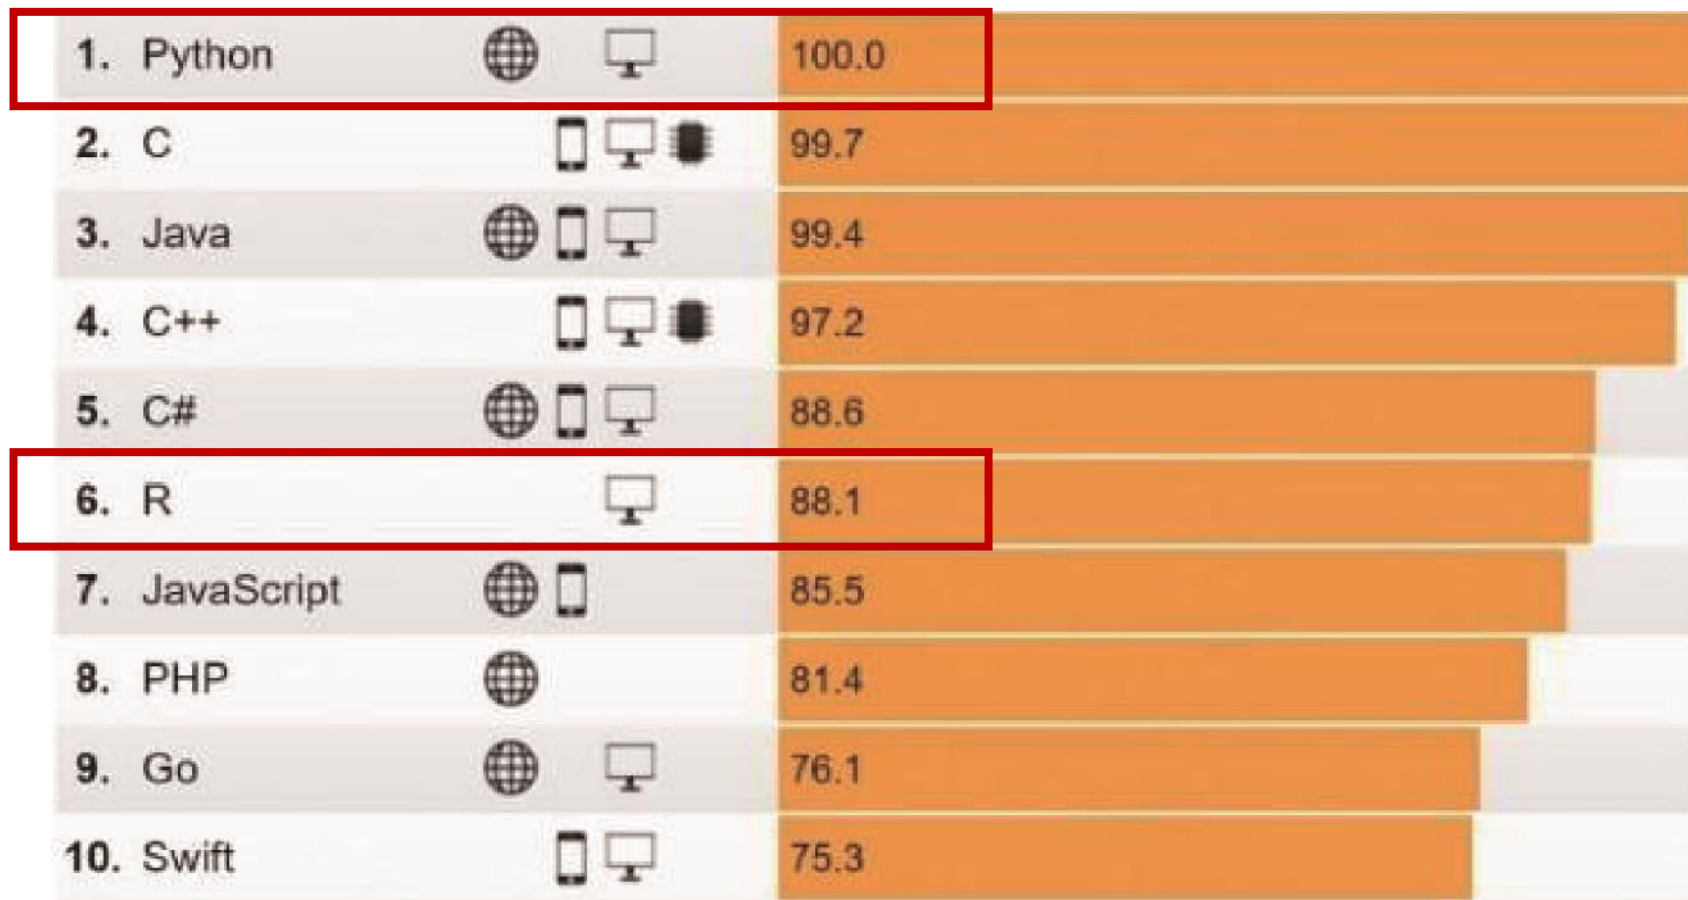 1. Python 100.0
2. C 99.7
3. Java 99.4
4. C++ 97.2
5. C# 88.6
6. R 88.1
7. JavaScript 85.5
8. PHP 81.4
9. Go 76.1
10. Swift 75.3